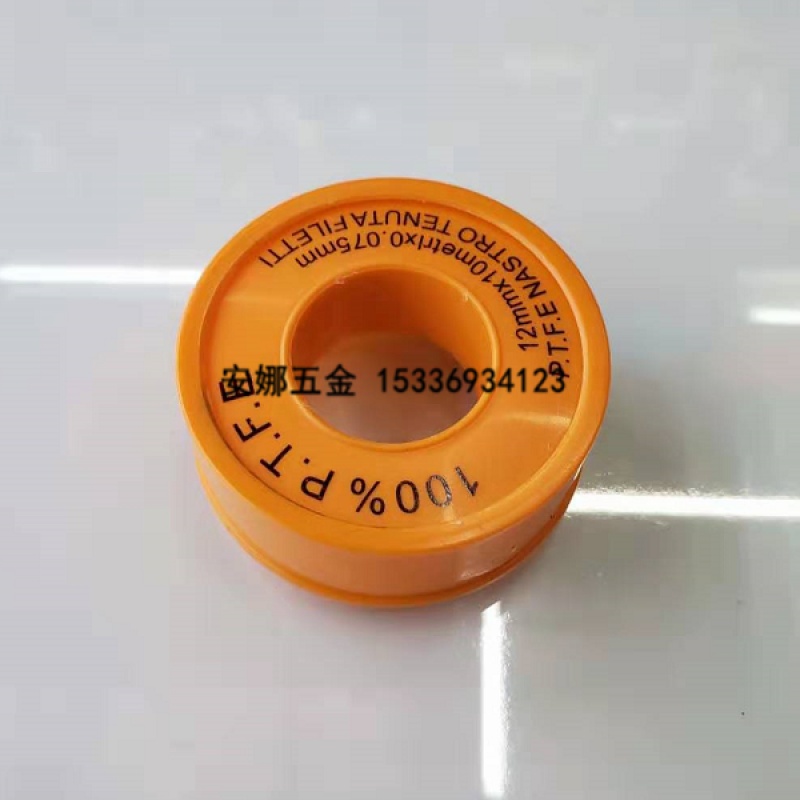 100% P.T.F.E
P.T.F.E NASTRO TENUTA FILETTI
12mmx10metrix0.075mm
安娜五金 15336934123